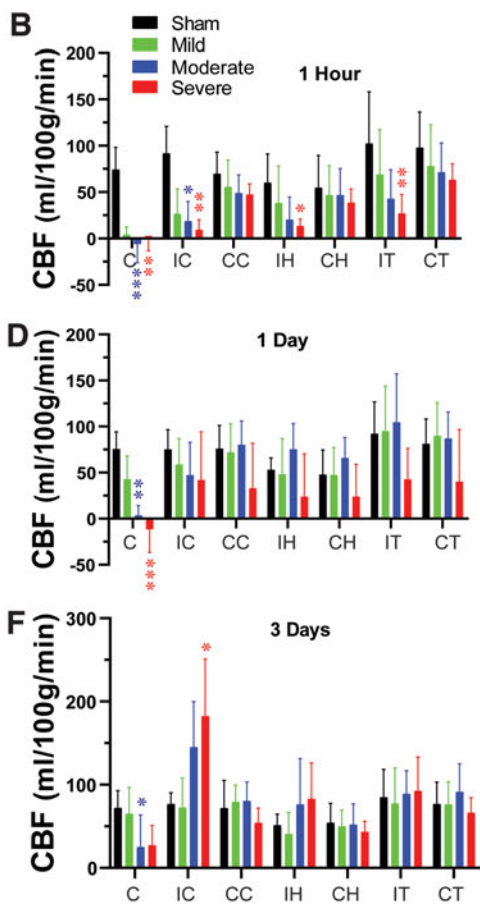 B
Sham
Mild
Moderate
Severe
1 Hour
CBF (ml/100g/min)
200
150
100
50
0
-50
C IC CC IH CH IT CT
*** ** * ** * **
D
1 Day
CBF (ml/100g/min)
200
150
100
50
0
-50
C IC CC IH CH IT CT
** ***
F
3 Days
CBF (ml/100g/min)
300
200
100
0
C IC CC IH CH IT CT
* *